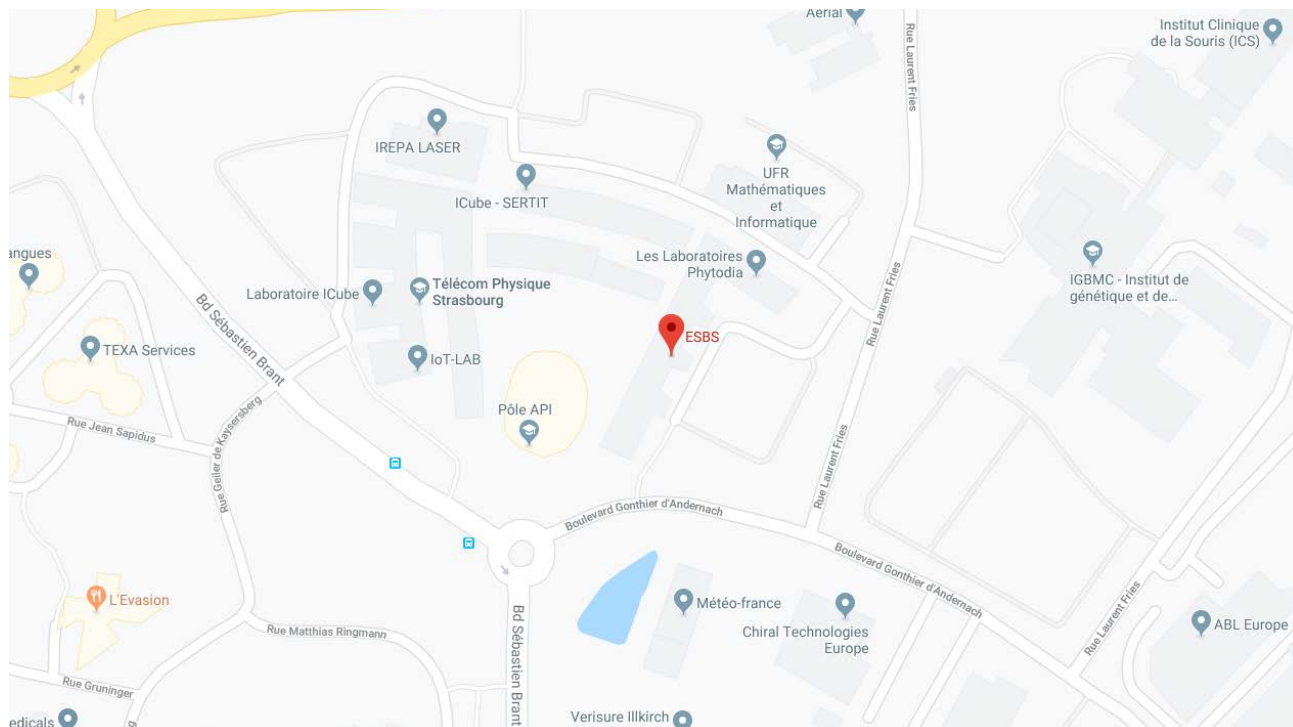 Aerial
Institut Clinique
de la Souris (ICS)
Rue Laurent Fries
IREPA LASER
UFR
Mathématiques
et
Informatique
ICube - SERTIT
angues
Les Laboratoires
Phytodia
IGBMC - Institut de
génétique et de...
Laboratoire ICube
Télécom Physique
Strasbourg
Bd Sébastien Brant
Rue Laurent Fries
ESBS
TEXA Services
IoT-LAB
Pôle API
Rue Jean Sapidus
Rue Geiler de Kaysersberg
Rue Laurent Fries
Boulevard Gonthier d'Andernach
Boulevard Gonthier d'Andernach
L'Evasion
Météo-france
Chiral Technologies
Europe
Rue Laurent Fries
ABL Europe
Rue Matthias Ringmann
Bd Sébastien Brant
Rue Gruninger
edicals
Verisure Illkirch